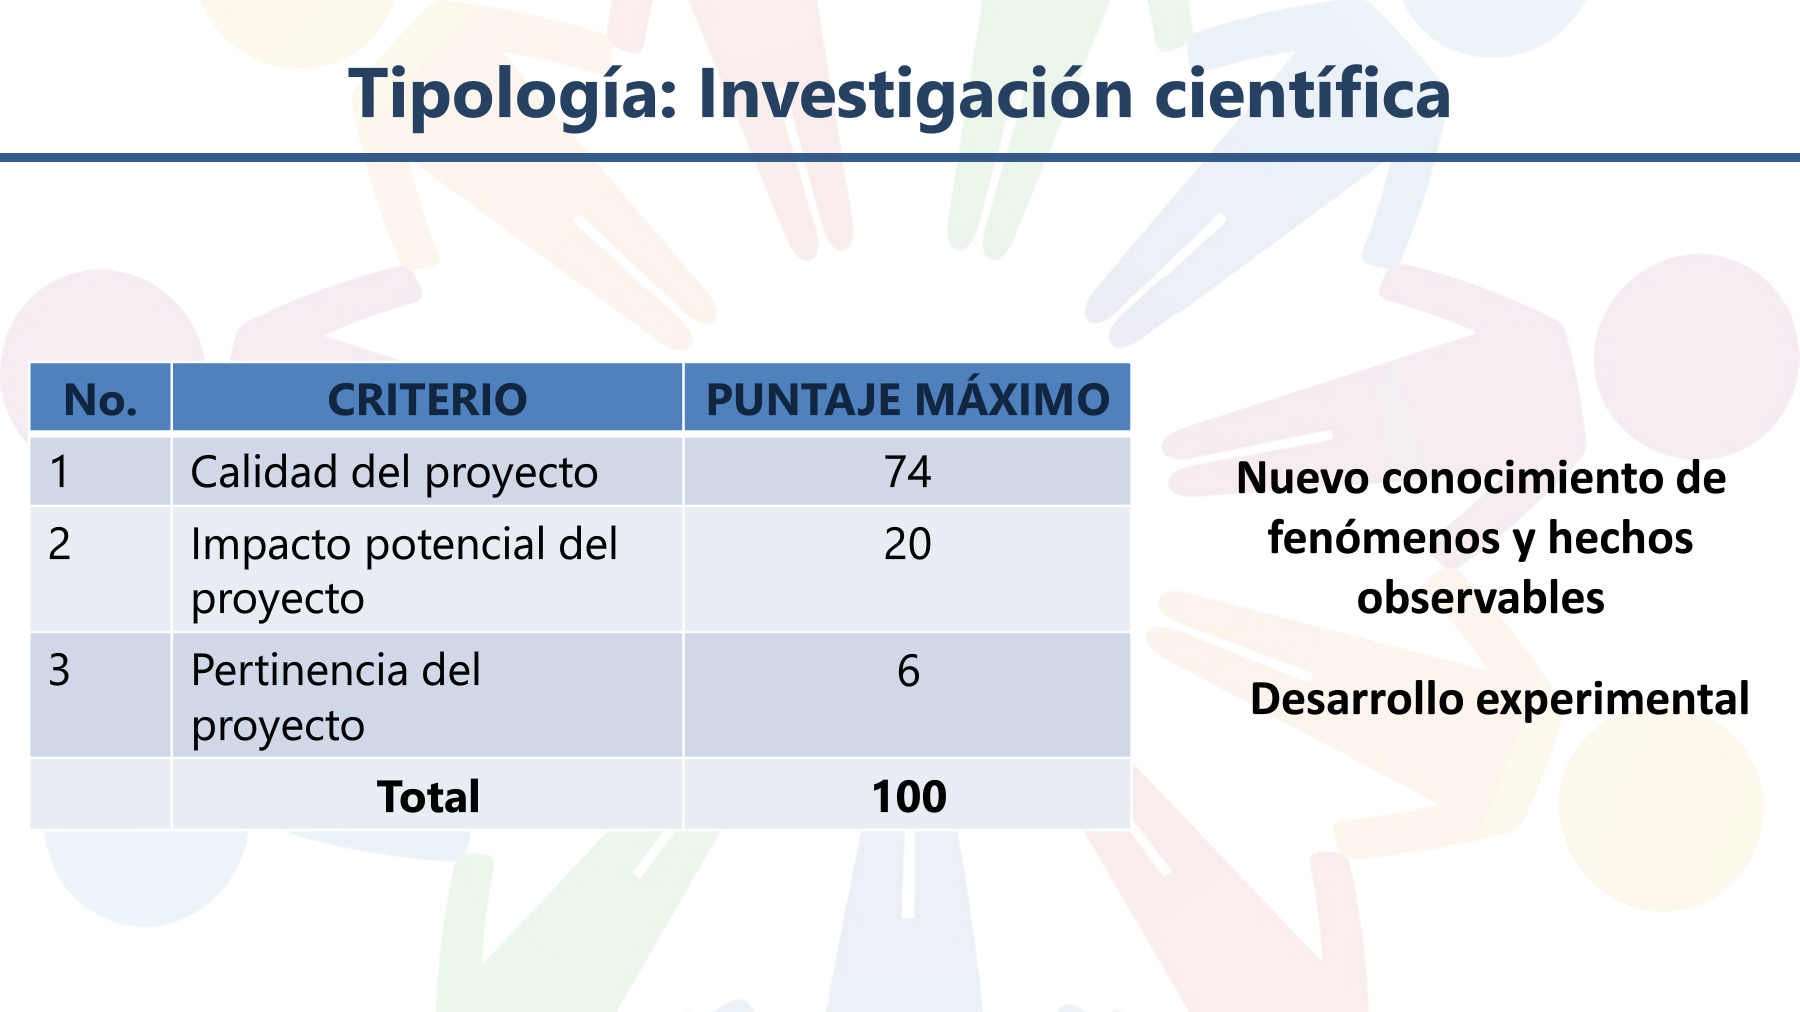 Tipología: Investigación científica
No. CRITERIO PUNTAJE MÁXIMO
1 Calidad del proyecto 74
2 Impacto potencial del 20
proyecto
3 Pertinencia del 6
proyecto
Total 100
Nuevo conocimiento de
fenómenos y hechos
observables
Desarrollo experimental